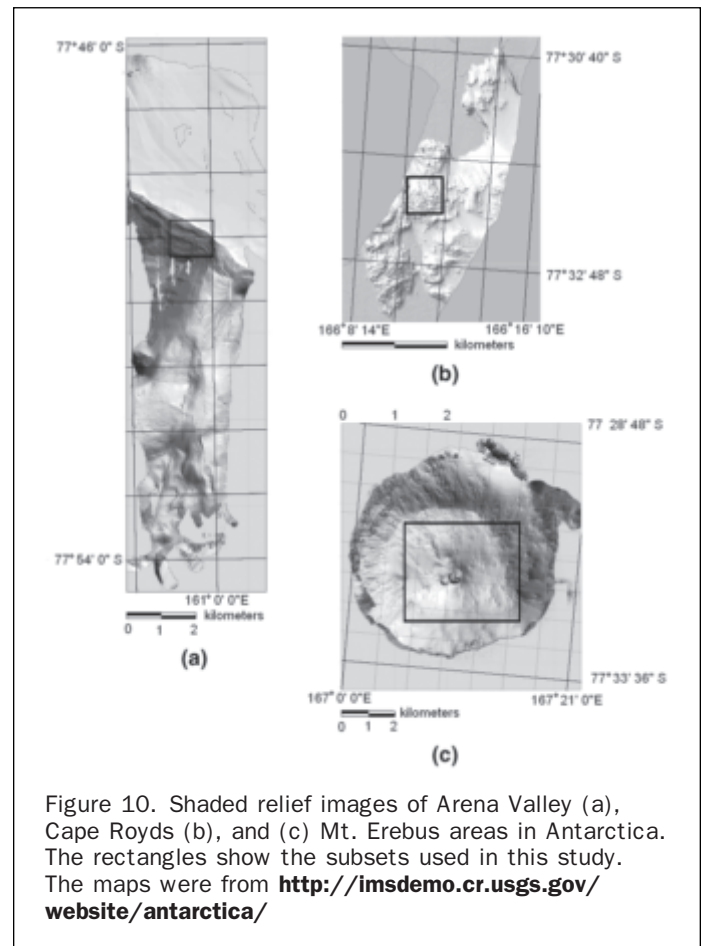 77° 46' 0" S
77° 54' 0" S
161° 0' 0"E
kilometers
0 1 2
(a)
77° 30' 40" S
77° 32' 48" S
166° 8' 14"E
166° 16' 10"E
kilometers
(b)
0 1 2
77 28' 48" S
77° 33' 36" S
167° 0' 0"E
167° 21' 0"E
kilometers
0 1 2
(c)
Figure 10. Shaded relief images of Arena Valley (a),
Cape Royds (b), and (c) Mt. Erebus areas in Antarctica.
The rectangles show the subsets used in this study.
The maps were from http://imsdemo.cr.usgs.gov/
website/antarctica/